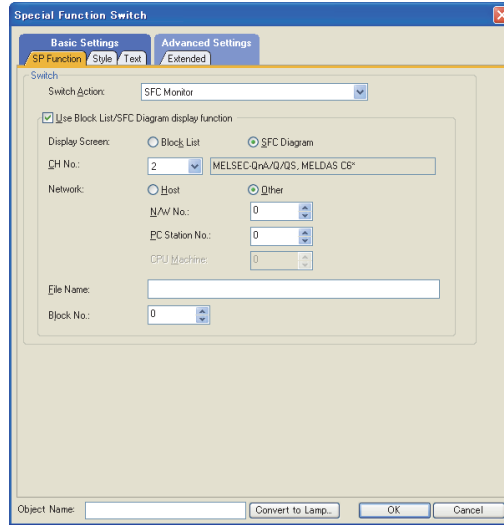 Special Function Switch
Basic Settings Advanced Settings
SP Function Style Text Extended
Switch
Switch Action: SFC Monitor
Use Block List/SFC Diagram display function
Display Screen: Block List SFC Diagram
CH No.: 2 MELSEC-QnA/Q/QS, MELDAS C6*
Network: Host Other
N/W No.: 0
PC Station No.: 0
CPU Machine: 0
File Name:
Block No.: 0
Object Name: Convert to Lamp... OK Cancel